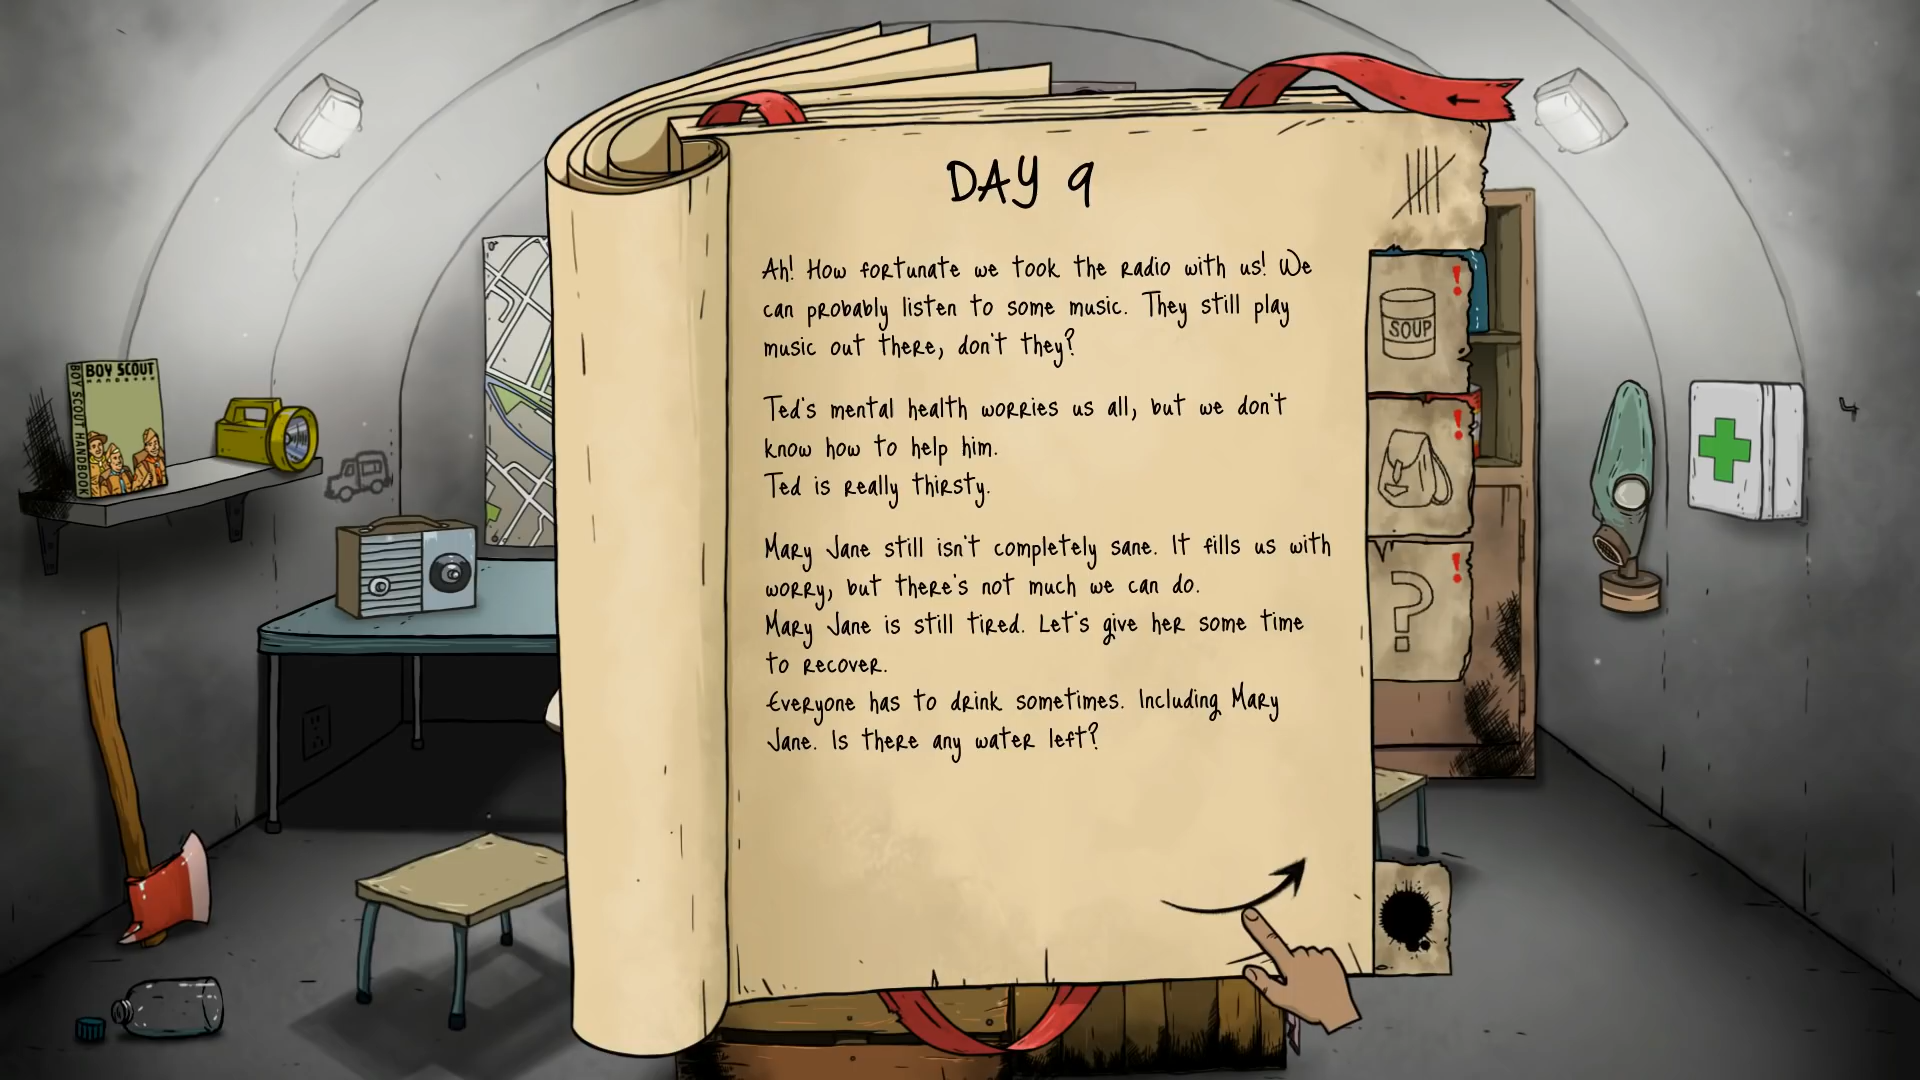 DAY 9
Ah! How fortunate we took the radio with us! We
can probably listen to some music. They still play
music out there, don't they?
Ted's mental health worries us all, but we don't
know how to help him.
Ted is really thirsty.
Mary Jane still isn't completely sane. It fills us with
worry, but there's not much we can do.
Mary Jane is still tired. Let's give her some time
to recover.
Everyone has to drink sometimes. Including Mary
Jane. Is there any water left?
!
SOUP
!
!
?
BOY SCOUT
HANDBOOK
BOY SCOUT HANDBOOK